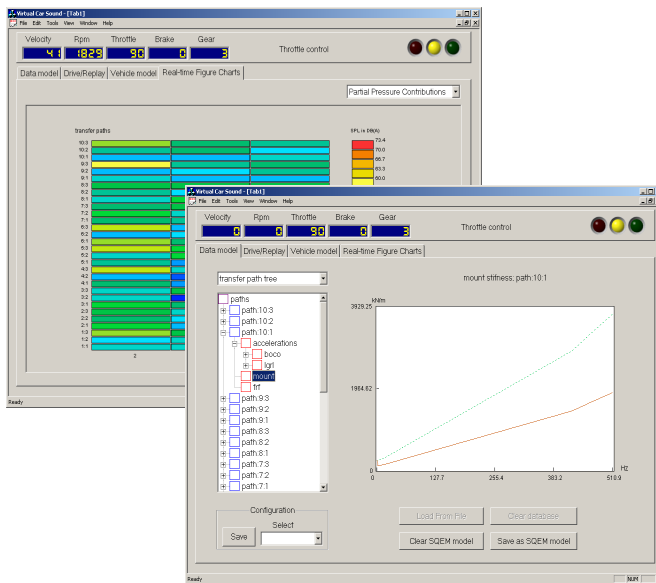 Virtual Car Sound - [Tab1]
File Edit Tools View Window Help
Velocity Rpm Throttle Brake Gear
41 1829 90 0 3
Throttle control
Data model Drive/Replay Vehicle model Real-time Figure Charts
Partial Pressure Contributions
transfer paths
SPL in DB(A)
10:3
10:2
10:1
9:3
9:2
9:1
8:3
8:2
8:1
7:3
7:2
7:1
6:3
6:2
6:1
5:3
5:2
5:1
4:3
4:2
4:1
3:3
3:2
3:1
2:3
2:2
2:1
1:3
1:2
1:1
2
73.4
70.0
66.7
63.3
60.0
Ready
Virtual Car Sound - [Tab1]
File Edit Tools View Window Help
Velocity Rpm Throttle Brake Gear
0 0 90 0 3
Throttle control
Data model Drive/Replay Vehicle model Real-time Figure Charts
transfer path tree
paths
path:10:3
path:10:2
path:10:1
accelerations
boco
lgrf
mount
frf
path:9:3
path:9:2
path:9:1
path:8:3
path:8:2
path:8:1
path:7:3
path:7:2
path:7:1
Configuration
Save
Select
mount stifness; path:10:1
kN/m
3929.25
1964.62
0
0 127.7 255.4 383.2 510.9
Hz
Load From File
Clear database
Clear SQEM model
Save as SQEM model
Ready
NUM